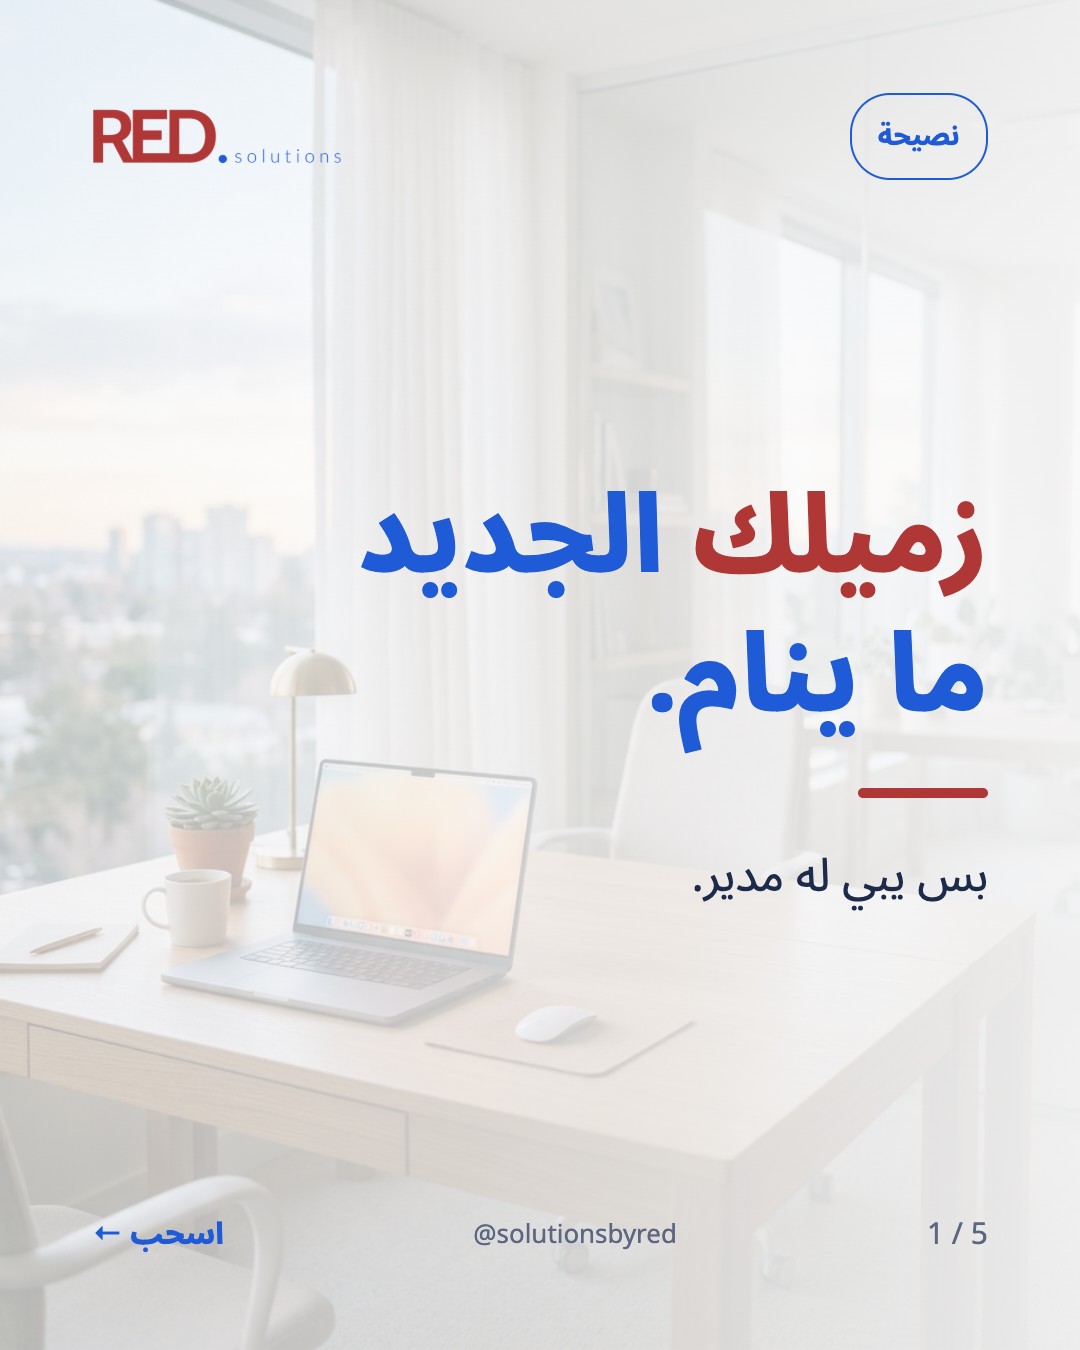 RED.solutions
نصيحة
زميلك الجديد
ما ينام.
بس يبي له مدير.
اسحب ←
@solutionsbyred
1 / 5